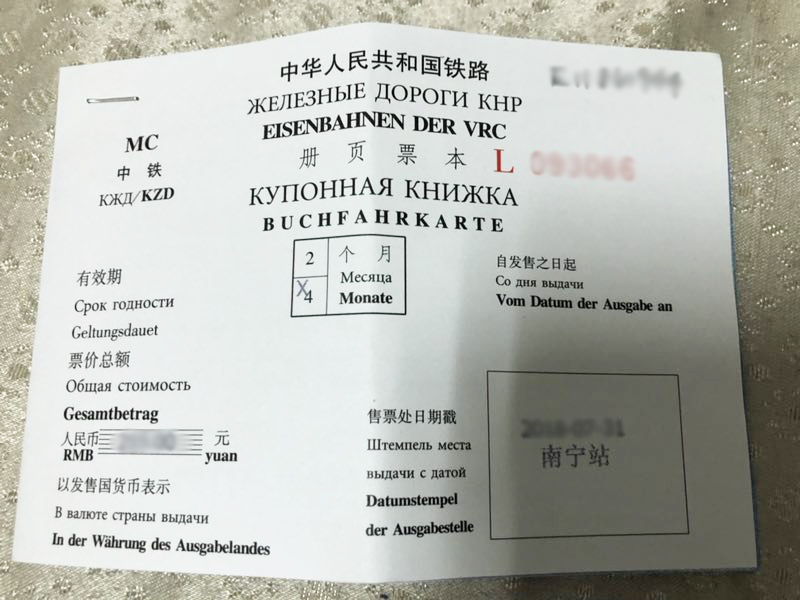 中华人民共和国铁路
ЖЕЛЕЗНЫЕ ДОРОГИ КНР
EISENBAHNEN DER VRC
册页票本 L
КУПОННАЯ КНИЖКА
BUCHFAHRKARTE
MC
中铁
КЖД/KZD
2 个月
Месяца
X 4 Monate
有效期
Срок годности
Geltungsdauet
自发售之日起
Со дня выдачи
Vom Datum der Ausgabe an
票价总额
Общая стоимость
Gesamtbetrag
人民币 元
RMB yuan
以发售国货币表示
В валюте страны выдачи
In der Währung des Ausgabelandes
售票处日期戳
Штемпель места
выдачи с датой
Datumstempel
der Ausgabestelle
南宁站